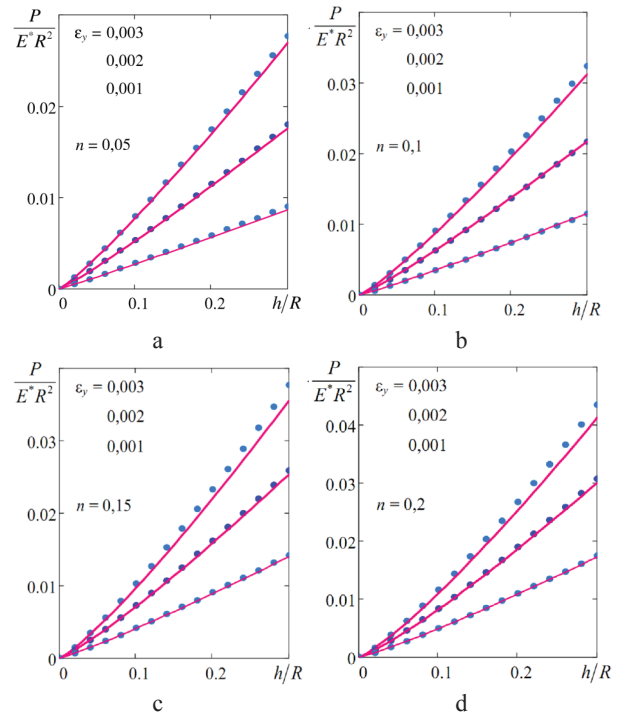 P
E*R²
εy = 0,003
0,002
0,001
n = 0,05
0.02
0.01
0
0
0.1
0.2
h/R
a
P
E*R²
εy = 0,003
0,002
0,001
n = 0,1
0.03
0.02
0.01
0
0
0.1
0.2
h/R
b
P
E*R²
εy = 0,003
0,002
0,001
n = 0,15
0.03
0.02
0.01
0
0
0.1
0.2
h/R
c
P
E*R²
εy = 0,003
0,002
0,001
n = 0,2
0.04
0.03
0.02
0.01
0
0
0.1
0.2
h/R
d